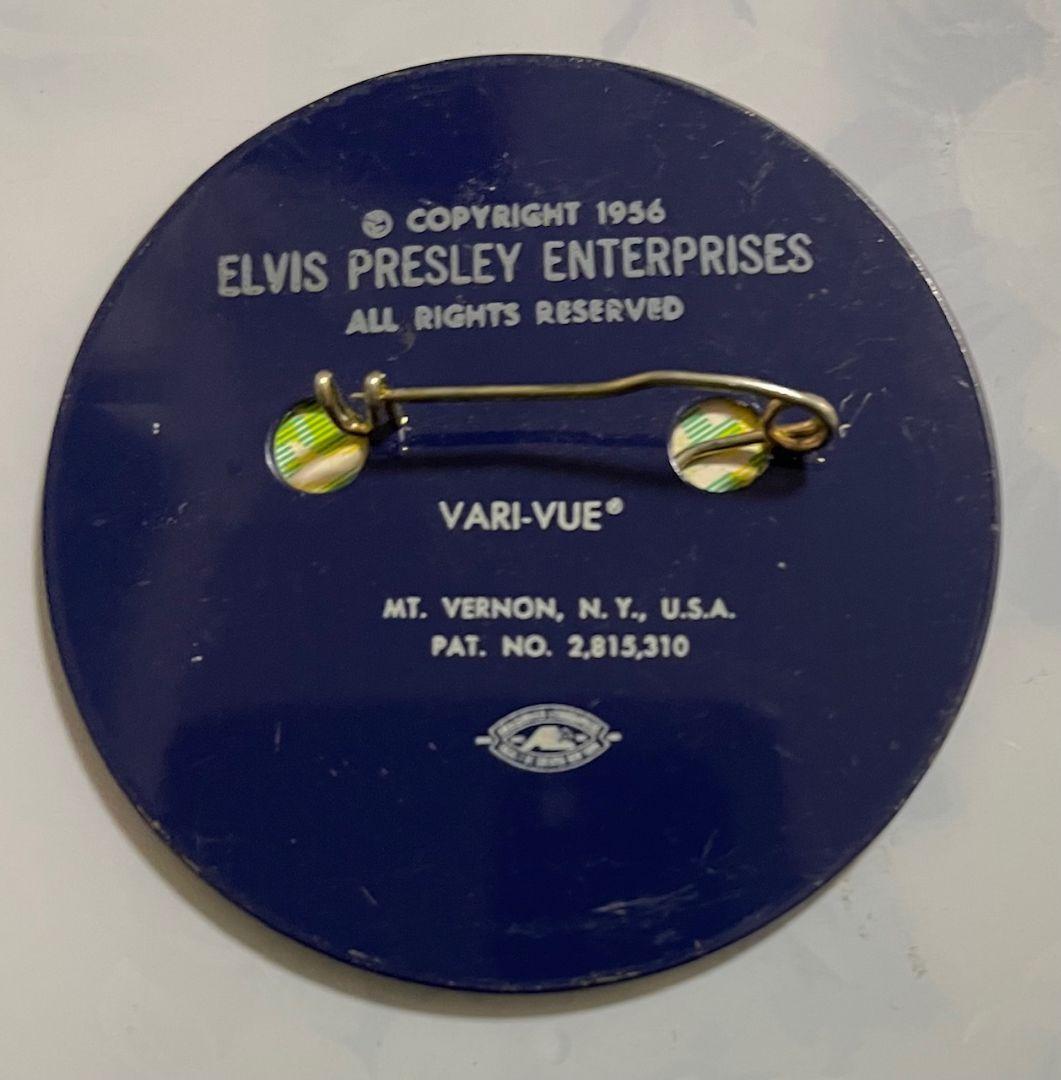 © COPYRIGHT 1956
ELVIS PRESLEY ENTERPRISES
ALL RIGHTS RESERVED
VARI-VUE®
MT. VERNON, N.Y., U.S.A.
PAT. NO. 2,815,310